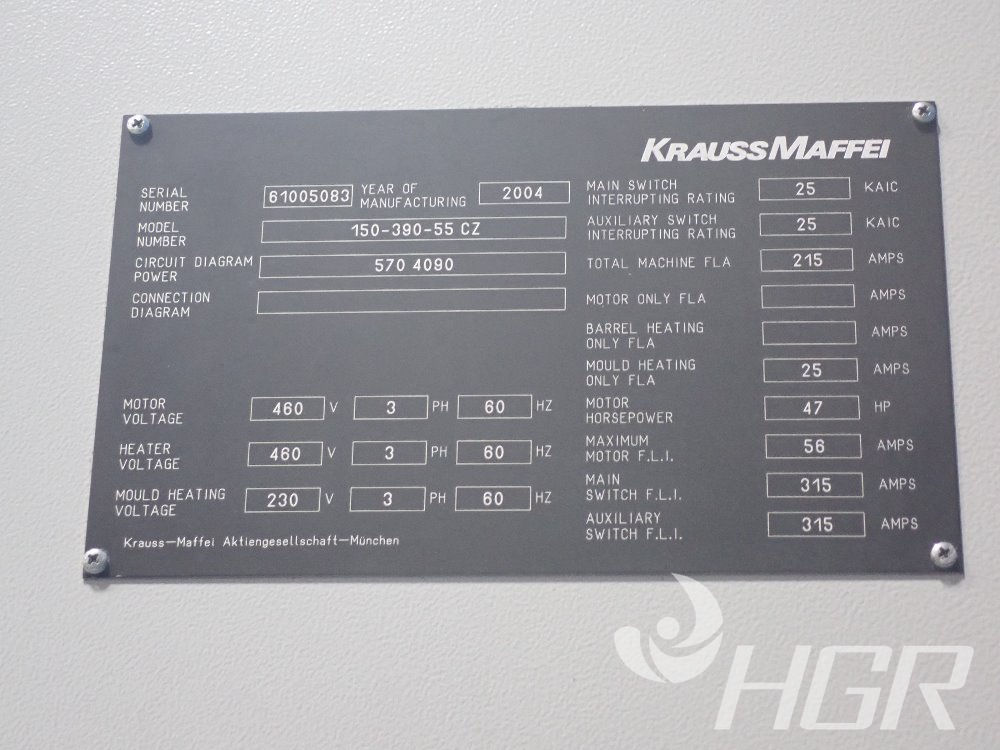 KRAUSS MAFFEI
SERIAL NUMBER 61005083 YEAR OF MANUFACTURING 2004
MODEL NUMBER 150-390-55 CZ
CIRCUIT DIAGRAM POWER 570 4090
CONNECTION DIAGRAM
MOTOR VOLTAGE 460 V 3 PH 60 HZ
HEATER VOLTAGE 460 V 3 PH 60 HZ
MOULD HEATING VOLTAGE 230 V 3 PH 60 HZ
Krauss-Maffei Aktiengesellschaft-München
MAIN SWITCH INTERRUPTING RATING 25 KAIC
AUXILIARY SWITCH INTERRUPTING RATING 25 KAIC
TOTAL MACHINE FLA 215 AMPS
MOTOR ONLY FLA AMPS
BARREL HEATING ONLY FLA AMPS
MOULD HEATING ONLY FLA 25 AMPS
MOTOR HORSEPOWER 47 HP
MAXIMUM MOTOR F.L.I. 56 AMPS
MAIN SWITCH F.L.I. 315 AMPS
AUXILIARY SWITCH F.L.I. 315 AMPS
HGR